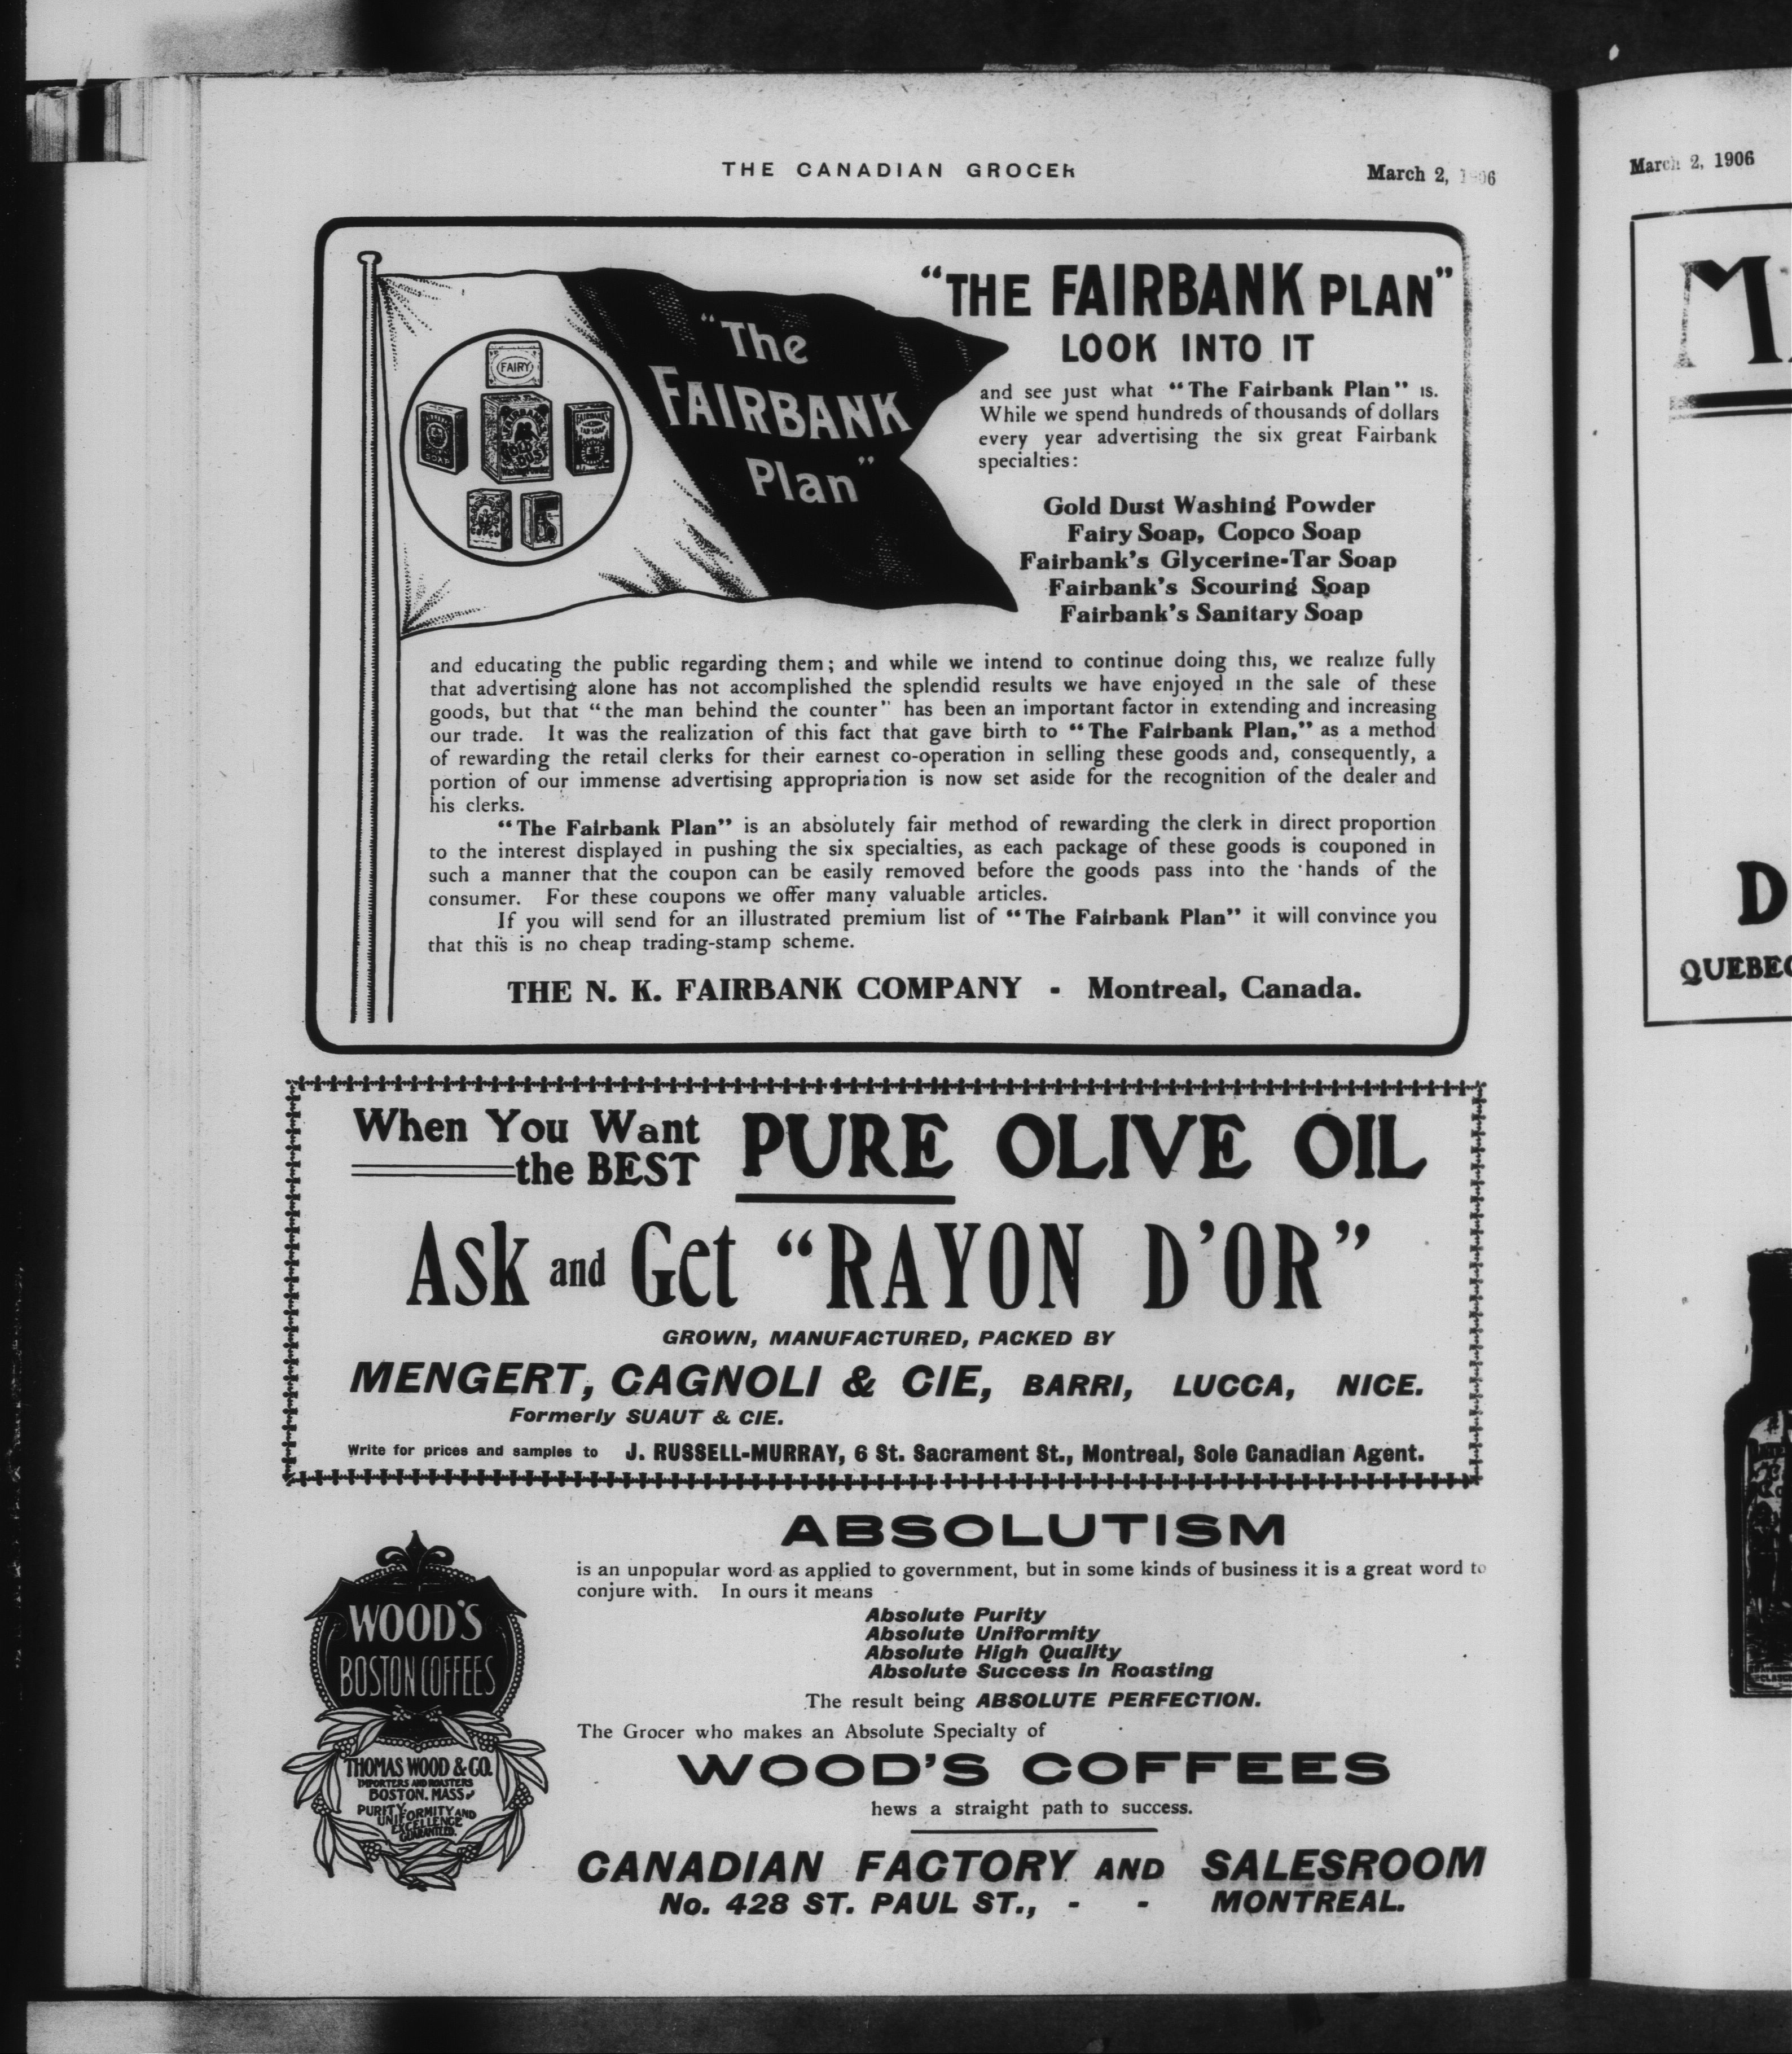 THE CANADIAN GROCER
March 2,
"The
FAIRBANK
Plan"
FAIRY
"THE FAIRBANK PLAN"
LOOK INTO IT
and see just what "The Fairbank Plan" is.
While we spend hundreds of thousands of dollars
every year advertising the six great Fairbank
specialties:
Gold Dust Washing Powder
Fairy Soap, Copco Soap
Fairbank's Glycerine-Tar Soap
Fairbank's Scouring Soap
Fairbank's Sanitary Soap
and educating the public regarding them; and while we intend to continue doing this, we realize fully
that advertising alone has not accomplished the splendid results we have enjoyed in the sale of these
goods, but that "the man behind the counter" has been an important factor in extending and increasing
our trade. It was the realization of this fact that gave birth to "The Fairbank Plan," as a method
of rewarding the retail clerks for their earnest co-operation in selling these goods and, consequently, a
portion of our immense advertising appropriation is now set aside for the recognition of the dealer and
his clerks.
"The Fairbank Plan" is an absolutely fair method of rewarding the clerk in direct proportion
to the interest displayed in pushing the six specialties, as each package of these goods is couponed in
such a manner that the coupon can be easily removed before the goods pass into the hands of the
consumer. For these coupons we offer many valuable articles.
If you will send for an illustrated premium list of "The Fairbank Plan" it will convince you
that this is no cheap trading-stamp scheme.
THE N. K. FAIRBANK COMPANY - Montreal, Canada.
When You Want
the BEST
PURE OLIVE OIL
Ask and Get "RAYON D'OR"
GROWN, MANUFACTURED, PACKED BY
MENGERT, CAGNOLI & CIE, BARRI, LUCCA, NICE.
Formerly SUAUT & CIE.
Write for prices and samples to J. RUSSELL-MURRAY, 6 St. Sacrament St., Montreal, Sole Canadian Agent.
WOOD'S
BOSTON COFFEES
THOMAS WOOD & CO.
IMPORTERS AND ROASTERS
BOSTON, MASS.
PURITY,
UNIFORMITY AND
EXCELLENCE
GUARANTEED.
ABSOLUTISM
is an unpopular word as applied to government, but in some kinds of business it is a great word to
conjure with. In ours it means
Absolute Purity
Absolute Uniformity
Absolute High Quality
Absolute Success in Roasting
The result being ABSOLUTE PERFECTION.
The Grocer who makes an Absolute Specialty of
WOOD'S COFFEES
hews a straight path to success.
CANADIAN FACTORY AND SALESROOM
No. 428 ST. PAUL ST., - - MONTREAL.
March 2, 1906
D
QUEBEC